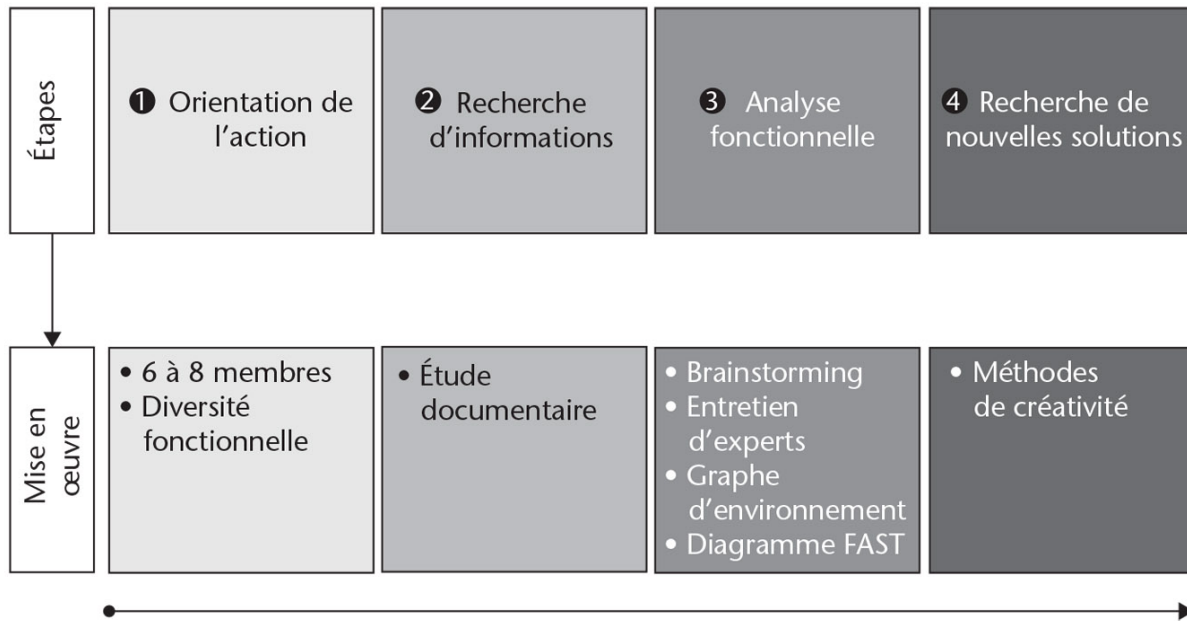 Étapes
❶ Orientation de
l’action
❷ Recherche
d’informations
❸ Analyse
fonctionnelle
❹ Recherche de
nouvelles solutions
Mise en
œuvre
• 6 à 8 membres
• Diversité
fonctionnelle
• Étude
documentaire
• Brainstorming
• Entretien
d’experts
• Graphe
d’environnement
• Diagramme FAST
• Méthodes
de créativité